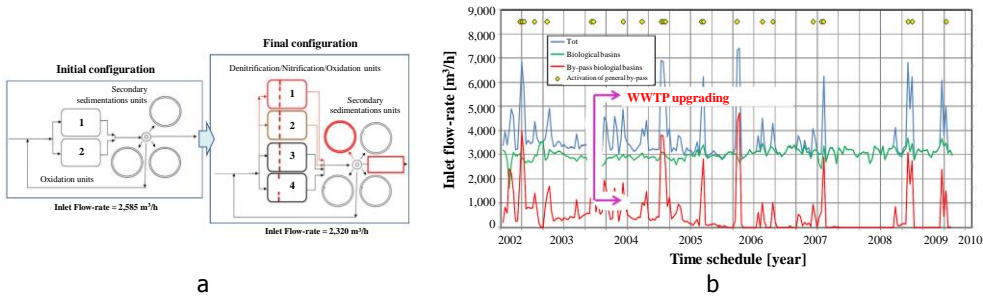 Initial configuration
Secondary
sedimentations units
1
2
Oxidation units
Inlet Flow-rate = 2,585 m³/h
Final configuration
Denitrification/Nitrification/Oxidation units
1
2
3
4
Secondary
sedimentations units
Inlet Flow-rate = 2,320 m³/h
a
Inlet flow-rate [m³/h]
9,000
8,000
7,000
6,000
5,000
4,000
3,000
2,000
1,000
0
Tot
Biological basins
By-pass biologial basins
Activation of general by-pass
WWTP upgrading
2002 2003 2004 2005 2006 2007 2008 2009 2010
Time schedule [year]
b